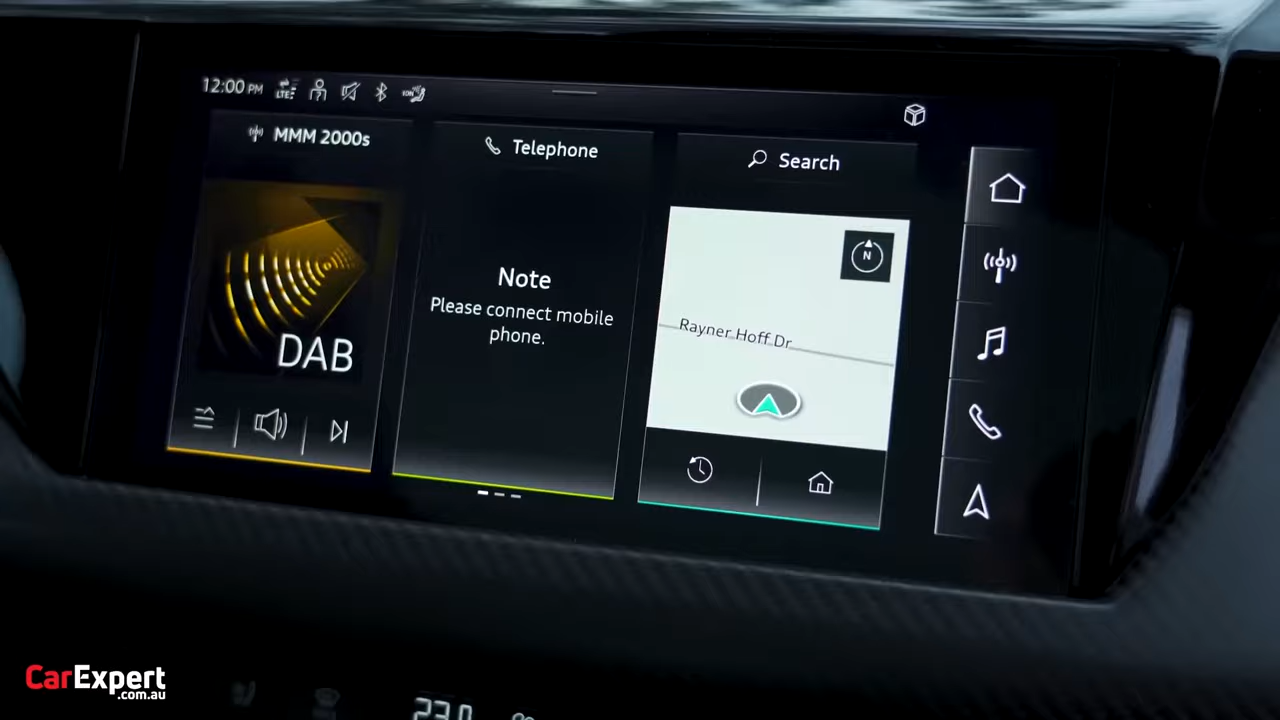 12:00 PM
LTE
MMM 2000s
Telephone
Search
Note
Please connect mobile
phone.
N
Rayner Hoff Dr
DAB
CarExpert
.com.au
23.0